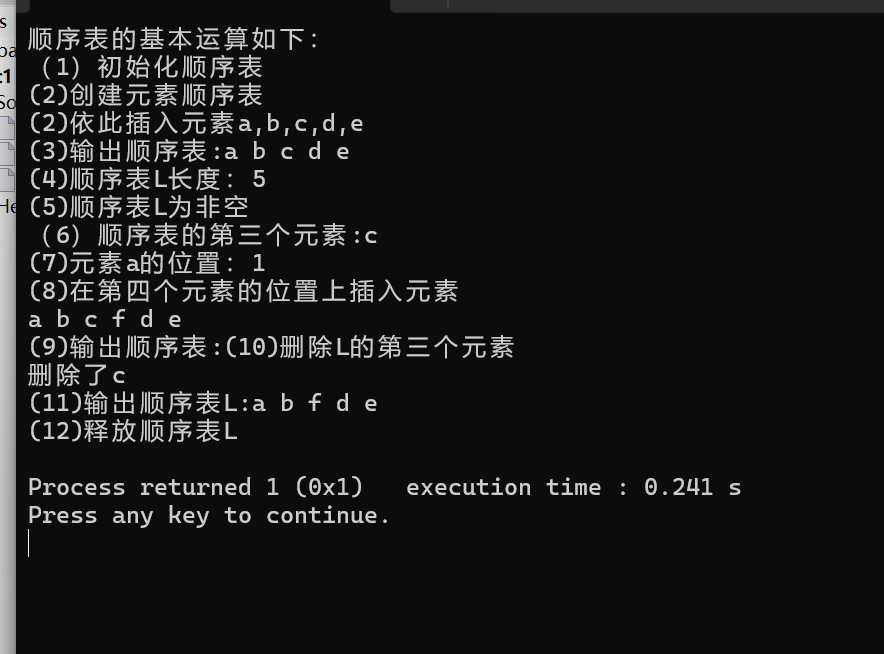 s
pa
:1
So
He
顺序表的基本运算如下:
（1）初始化顺序表
(2)创建元素顺序表
(2)依此插入元素a,b,c,d,e
(3)输出顺序表:a b c d e
(4)顺序表L长度: 5
(5)顺序表L为非空
（6）顺序表的第三个元素:c
(7)元素a的位置: 1
(8)在第四个元素的位置上插入元素
a b c f d e
(9)输出顺序表:(10)删除L的第三个元素
删除了c
(11)输出顺序表L:a b f d e
(12)释放顺序表L
Process returned 1 (0x1)   execution time : 0.241 s
Press any key to continue.